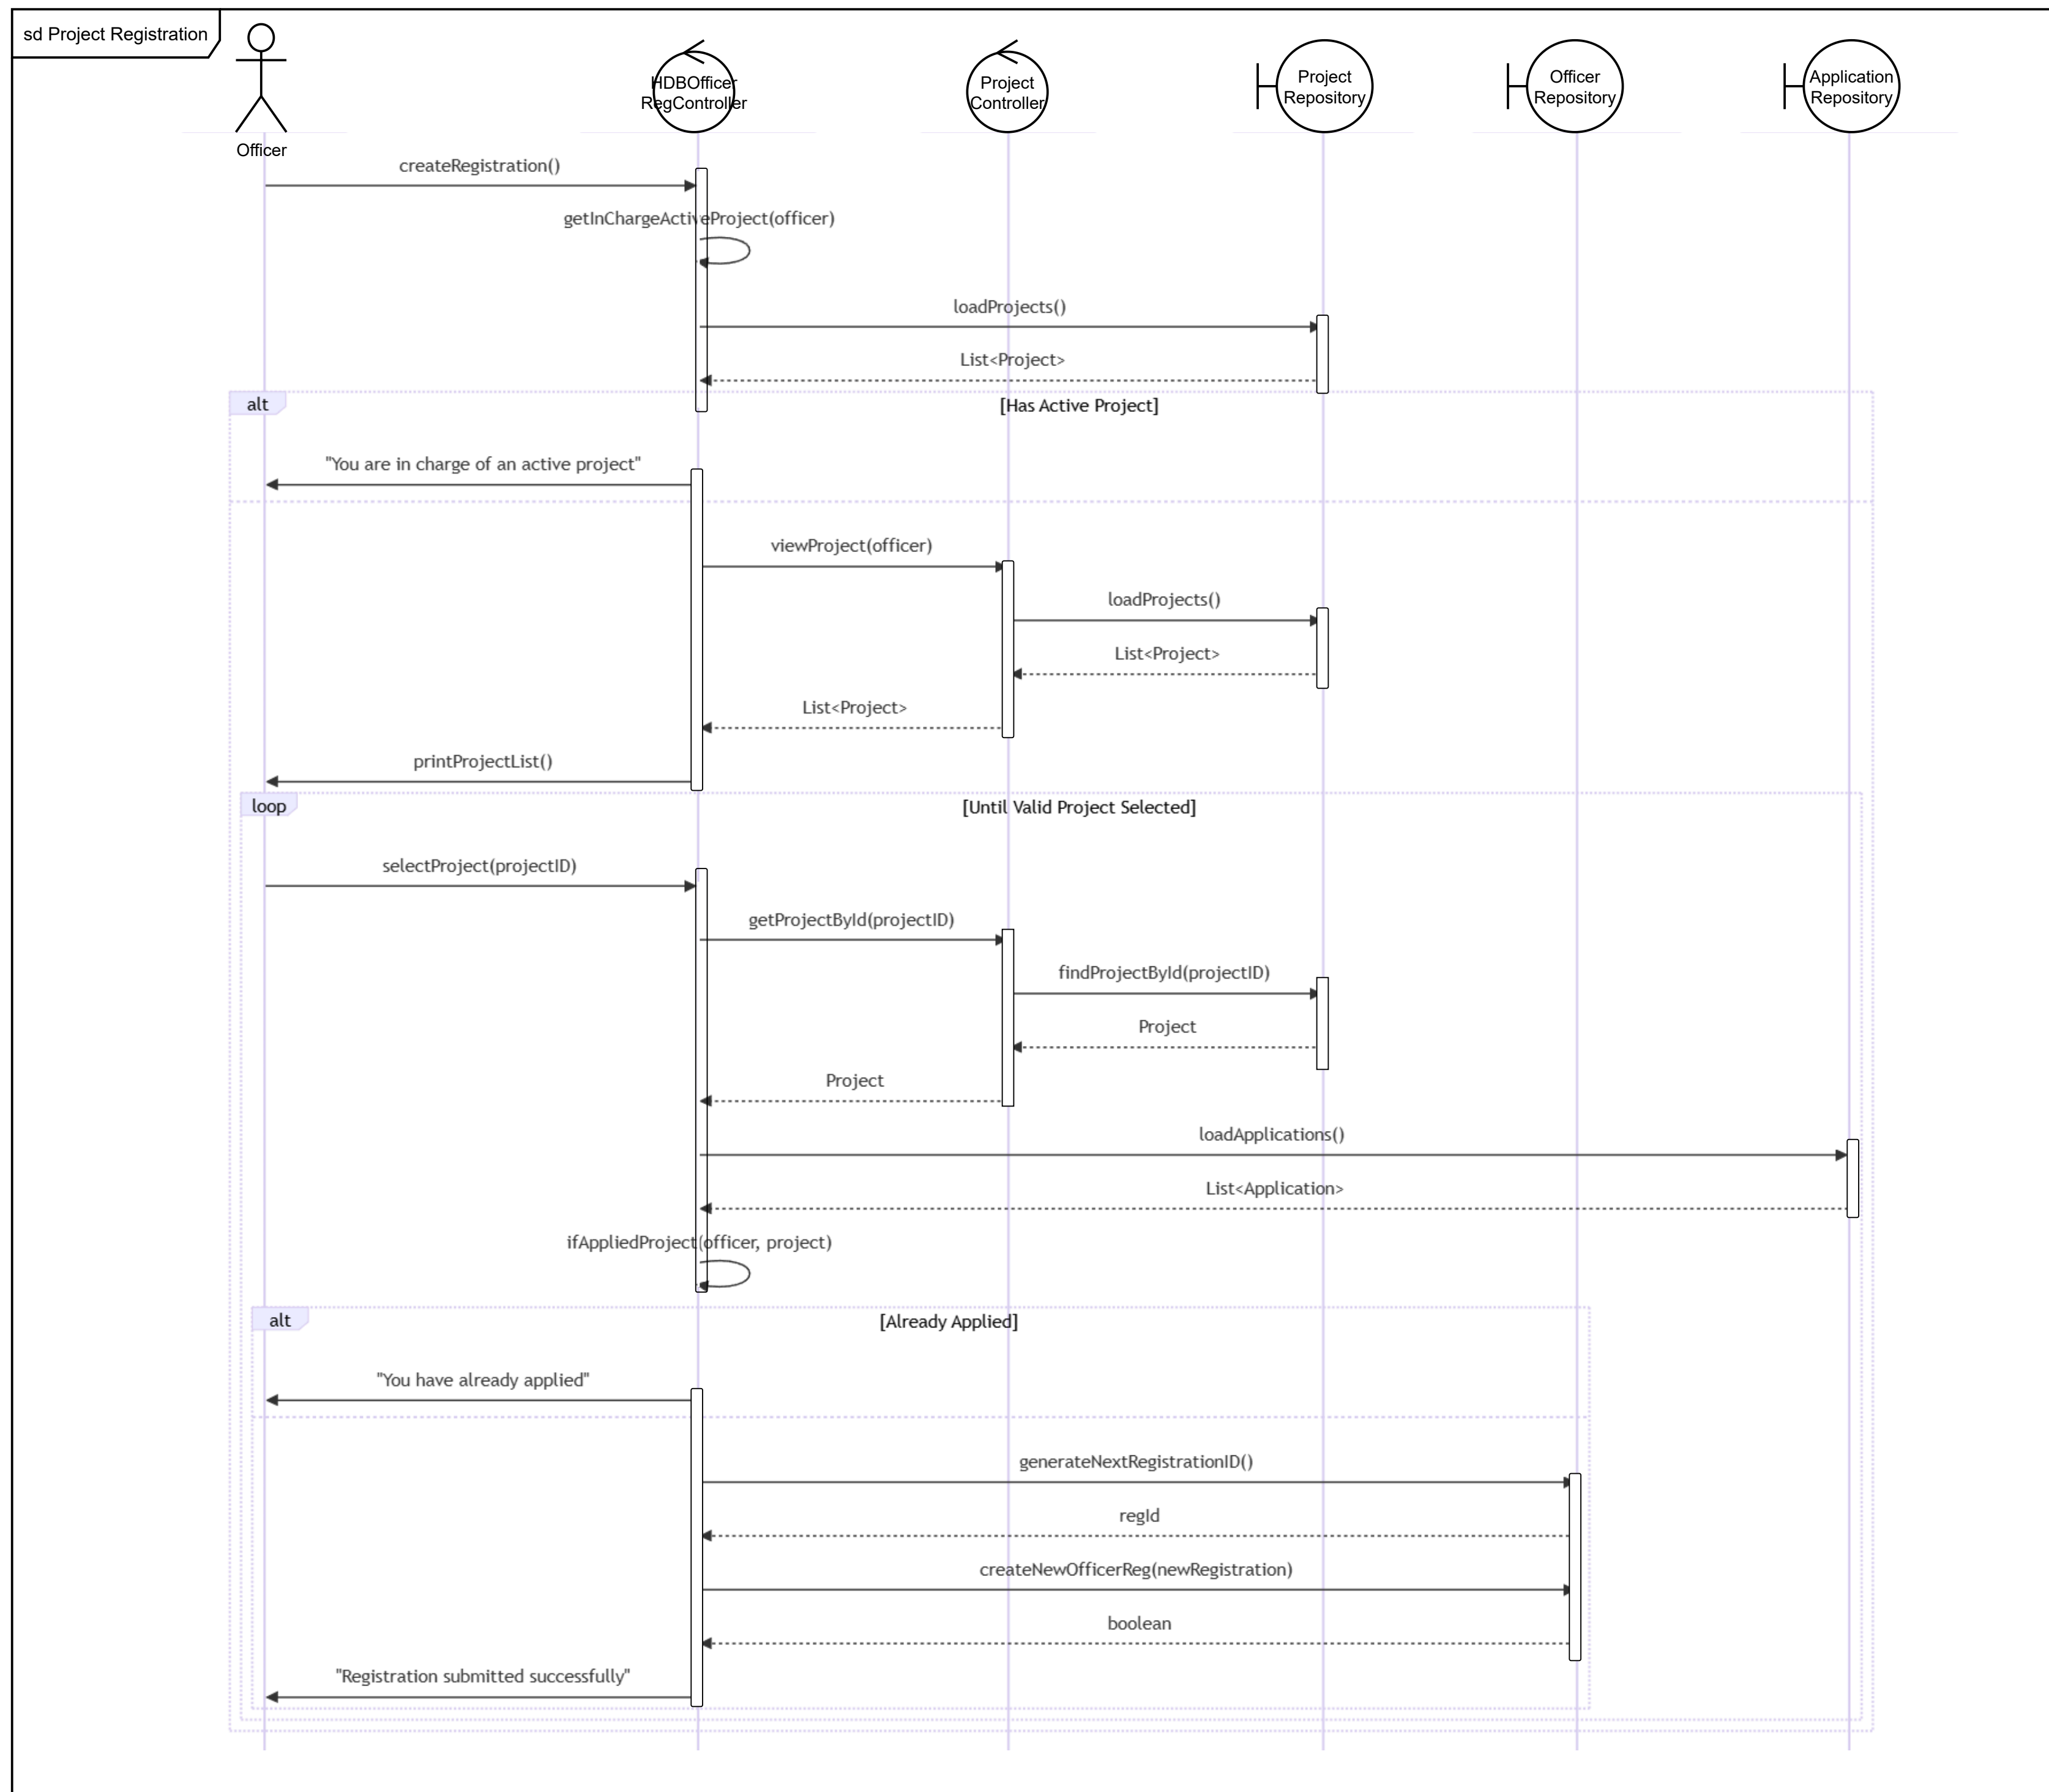 sd Project Registration
Officer
HDBOfficer
RegController
Project
Controller
Project
Repository
Officer
Repository
Application
Repository
createRegistration()
getInChargeActiveProject(officer)
loadProjects()
List<Project>
alt
[Has Active Project]
"You are in charge of an active project"
viewProject(officer)
loadProjects()
List<Project>
List<Project>
printProjectList()
loop
[Until Valid Project Selected]
selectProject(projectID)
getProjectById(projectID)
findProjectById(projectID)
Project
Project
loadApplications()
List<Application>
ifAppliedProject(officer, project)
alt
[Already Applied]
"You have already applied"
generateNextRegistrationID()
regId
createNewOfficerReg(newRegistration)
boolean
"Registration submitted successfully"